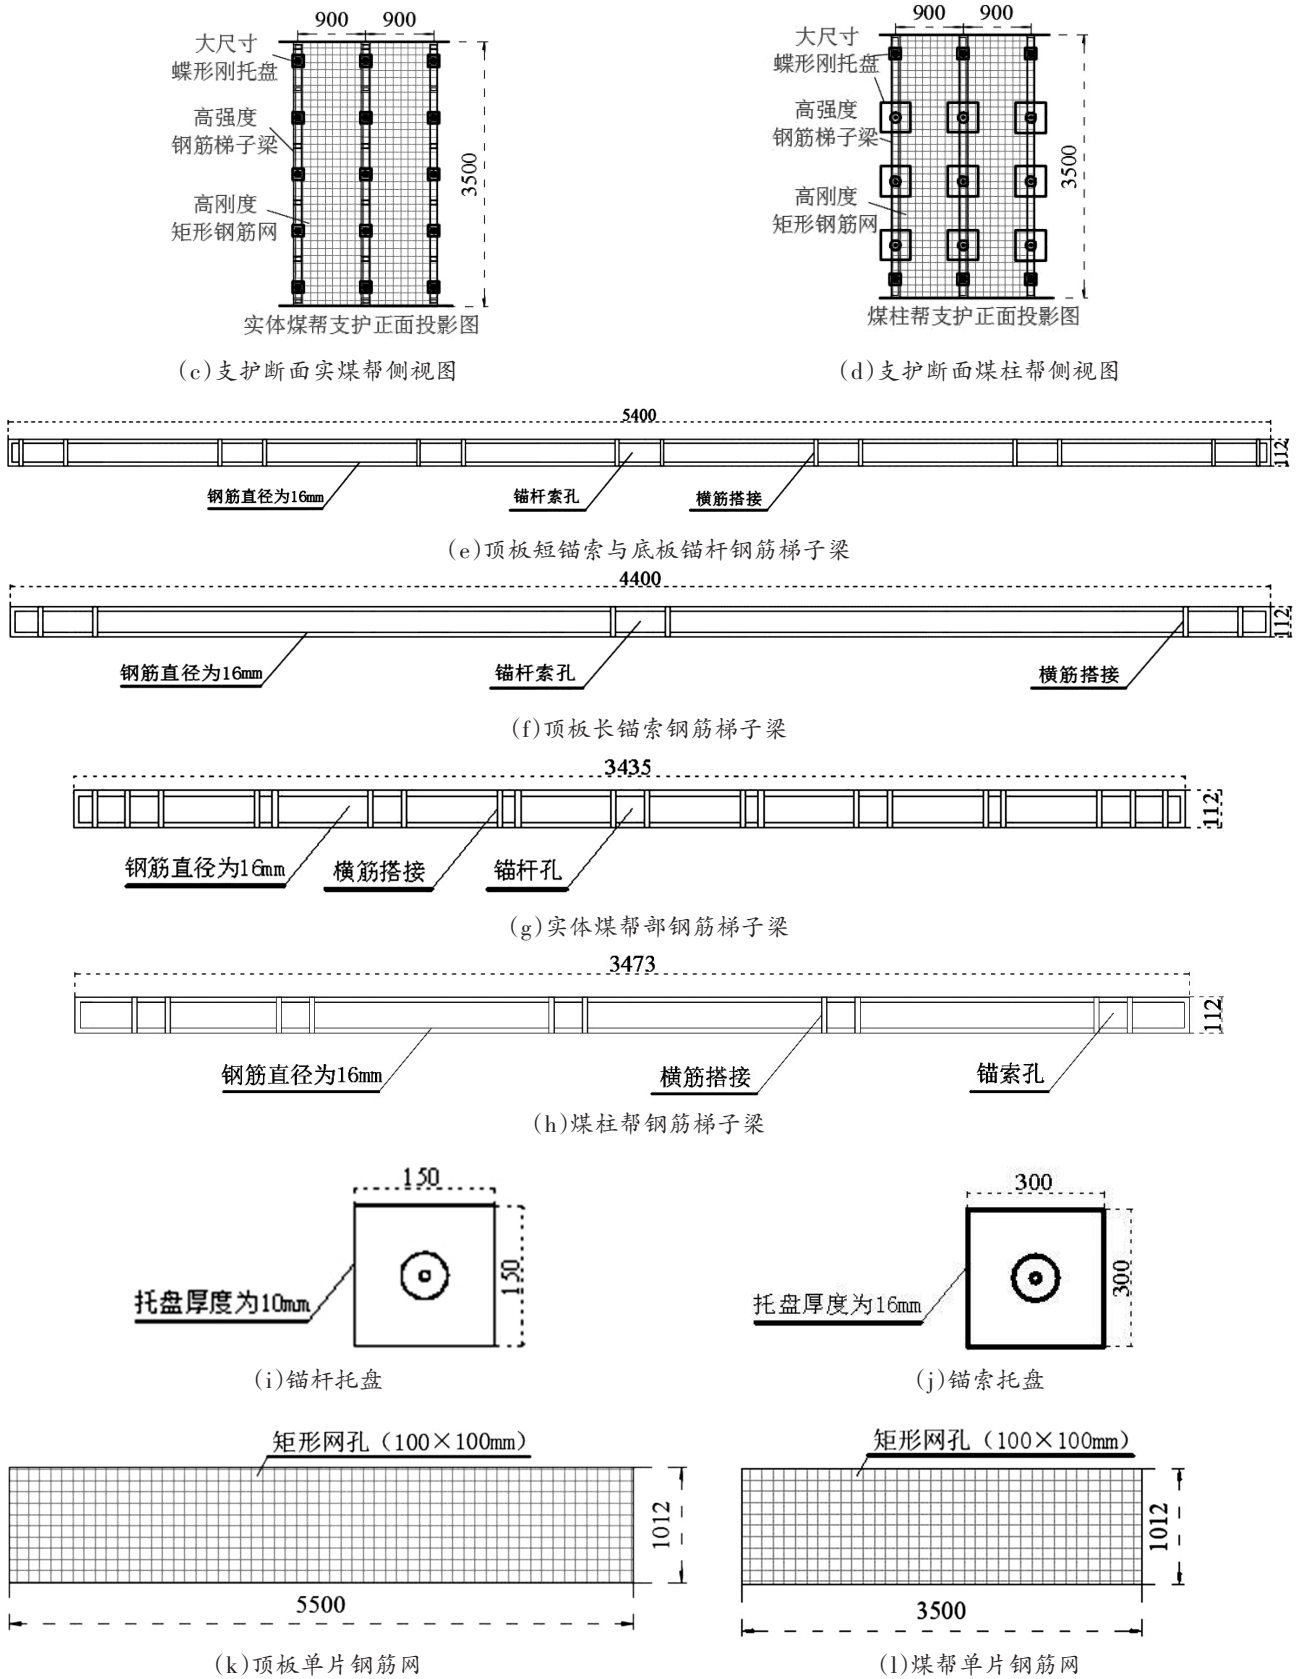 900 900
大尺寸
蝶形刚托盘
高强度
钢筋梯子梁
高刚度
矩形钢筋网
3500
实体煤帮支护正面投影图
(c)支护断面实煤帮侧视图
900 900
大尺寸
蝶形刚托盘
高强度
钢筋梯子梁
高刚度
矩形钢筋网
3500
煤柱帮支护正面投影图
(d)支护断面煤柱帮侧视图
5400
112
钢筋直径为16mm 锚杆索孔 横筋搭接
(e)顶板短锚索与底板锚杆钢筋梯子梁
4400
112
钢筋直径为16mm 锚杆索孔 横筋搭接
(f)顶板长锚索钢筋梯子梁
3435
112
钢筋直径为16mm 横筋搭接 锚杆孔
(g)实体煤帮部钢筋梯子梁
3473
112
钢筋直径为16mm 横筋搭接 锚索孔
(h)煤柱帮钢筋梯子梁
150
150
托盘厚度为10mm
(i)锚杆托盘
300
300
托盘厚度为16mm
(j)锚索托盘
矩形网孔（100×100mm）
1012
5500
(k)顶板单片钢筋网
矩形网孔（100×100mm）
1012
3500
(l)煤帮单片钢筋网